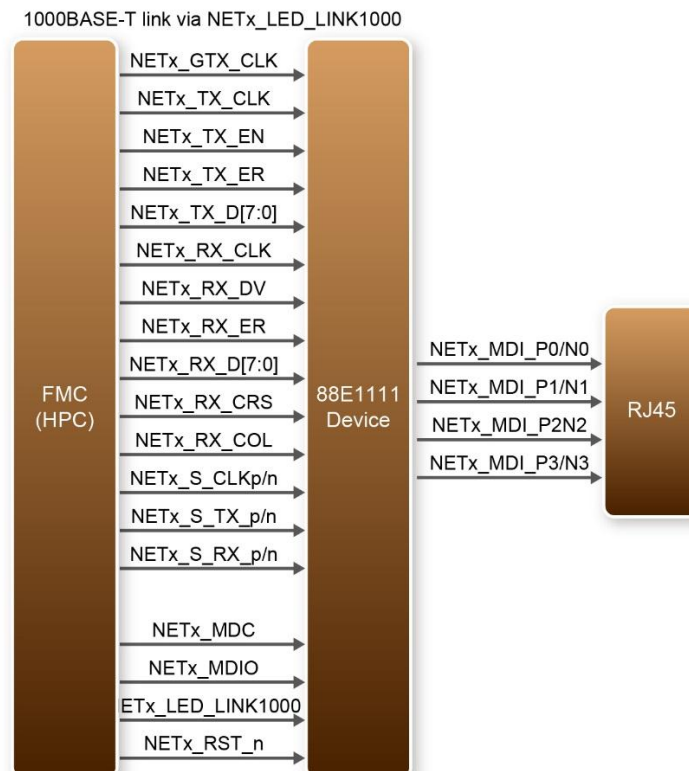 1000BASE-T link via NETx_LED_LINK1000
NETx_GTX_CLK
NETx_TX_CLK
NETx_TX_EN
NETx_TX_ER
NETx_TX_D[7:0]
NETx_RX_CLK
NETx_RX_DV
NETx_RX_ER
NETx_RX_D[7:0]
NETx_RX_CRS
NETx_RX_COL
NETx_S_CLKp/n
NETx_S_TX_p/n
NETx_S_RX_p/n
NETx_MDC
NETx_MDIO
ETx_LED_LINK1000
NETx_RST_n
FMC
(HPC)
88E1111
Device
NETx_MDI_P0/N0
NETx_MDI_P1/N1
NETx_MDI_P2N2
NETx_MDI_P3/N3
RJ45